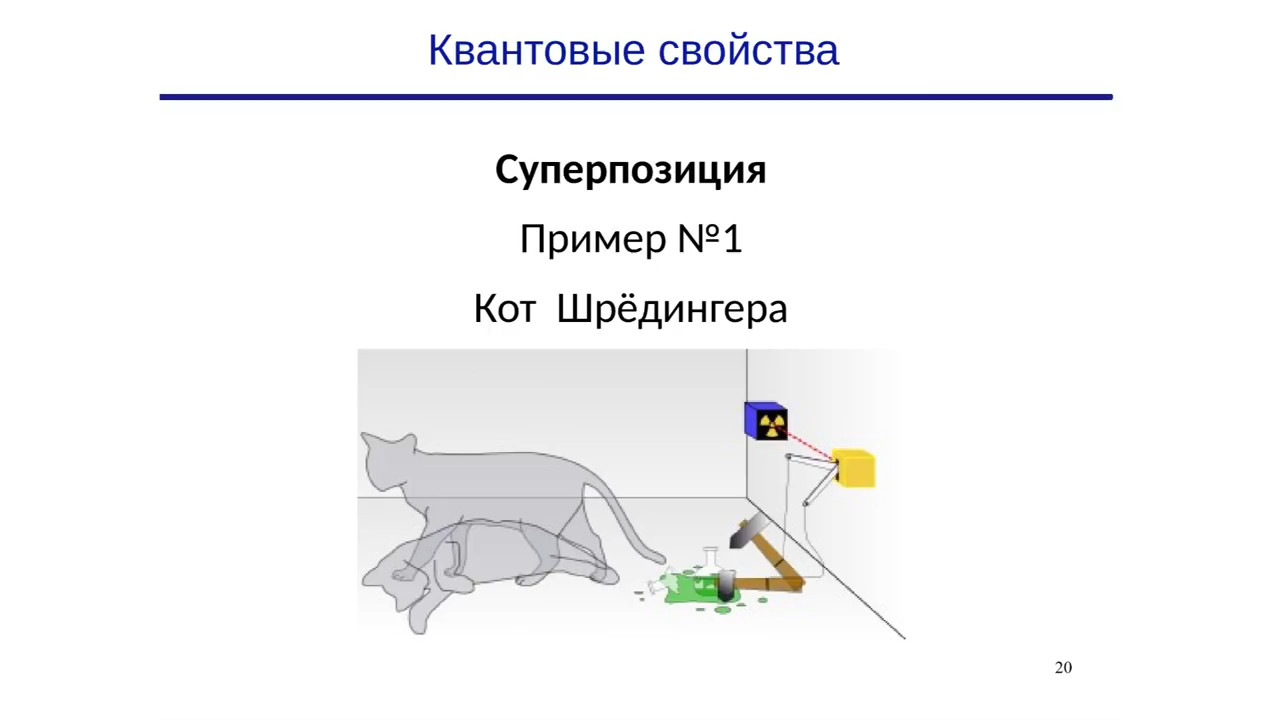 Квантовые свойства
Суперпозиция
Пример №1
Кот Шрёдингера
20